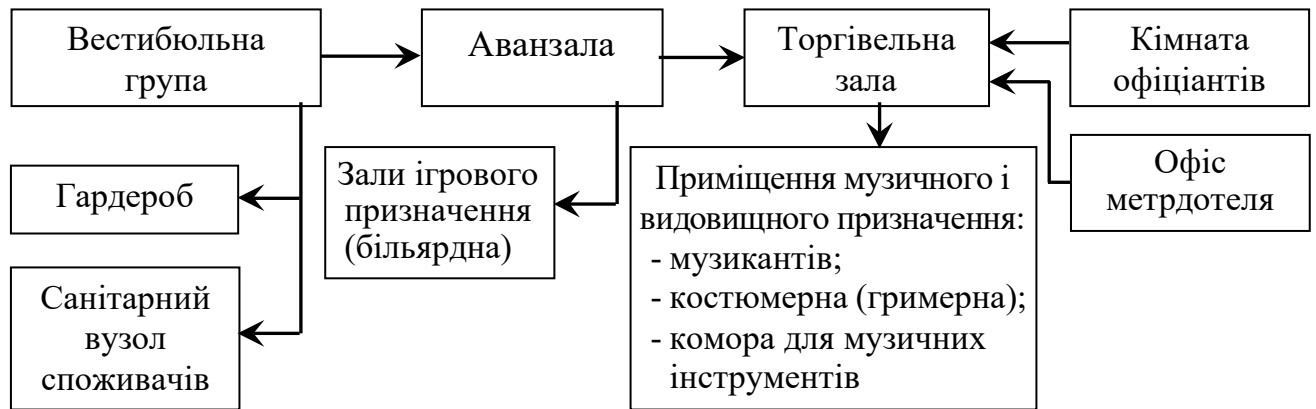 Вестибюльна
група
Аванзала
Торгівельна
зала
Кімната
офіціантів
Гардероб
Зали ігрового
призначення
(більярдна)
Приміщення музичного і
видовищного призначення:
- музикантів;
- костюмерна (гримерна);
- комора для музичних
інструментів
Офіс
метрдотеля
Санітарний
вузол
споживачів